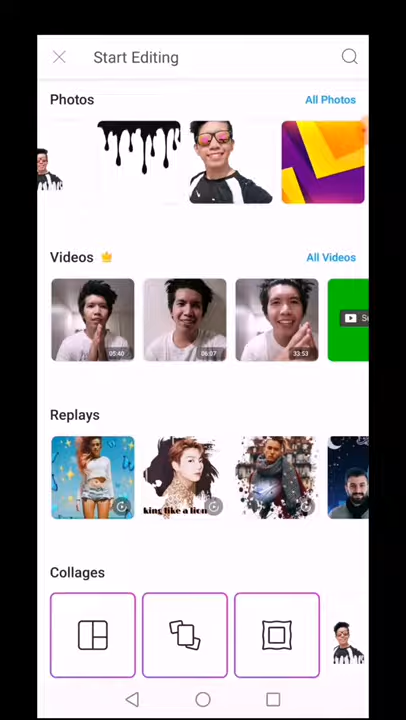 Start Editing
Photos
All Photos
Videos
All Videos
05:40
06:07
33:53
Replays
king like a lion
Collages